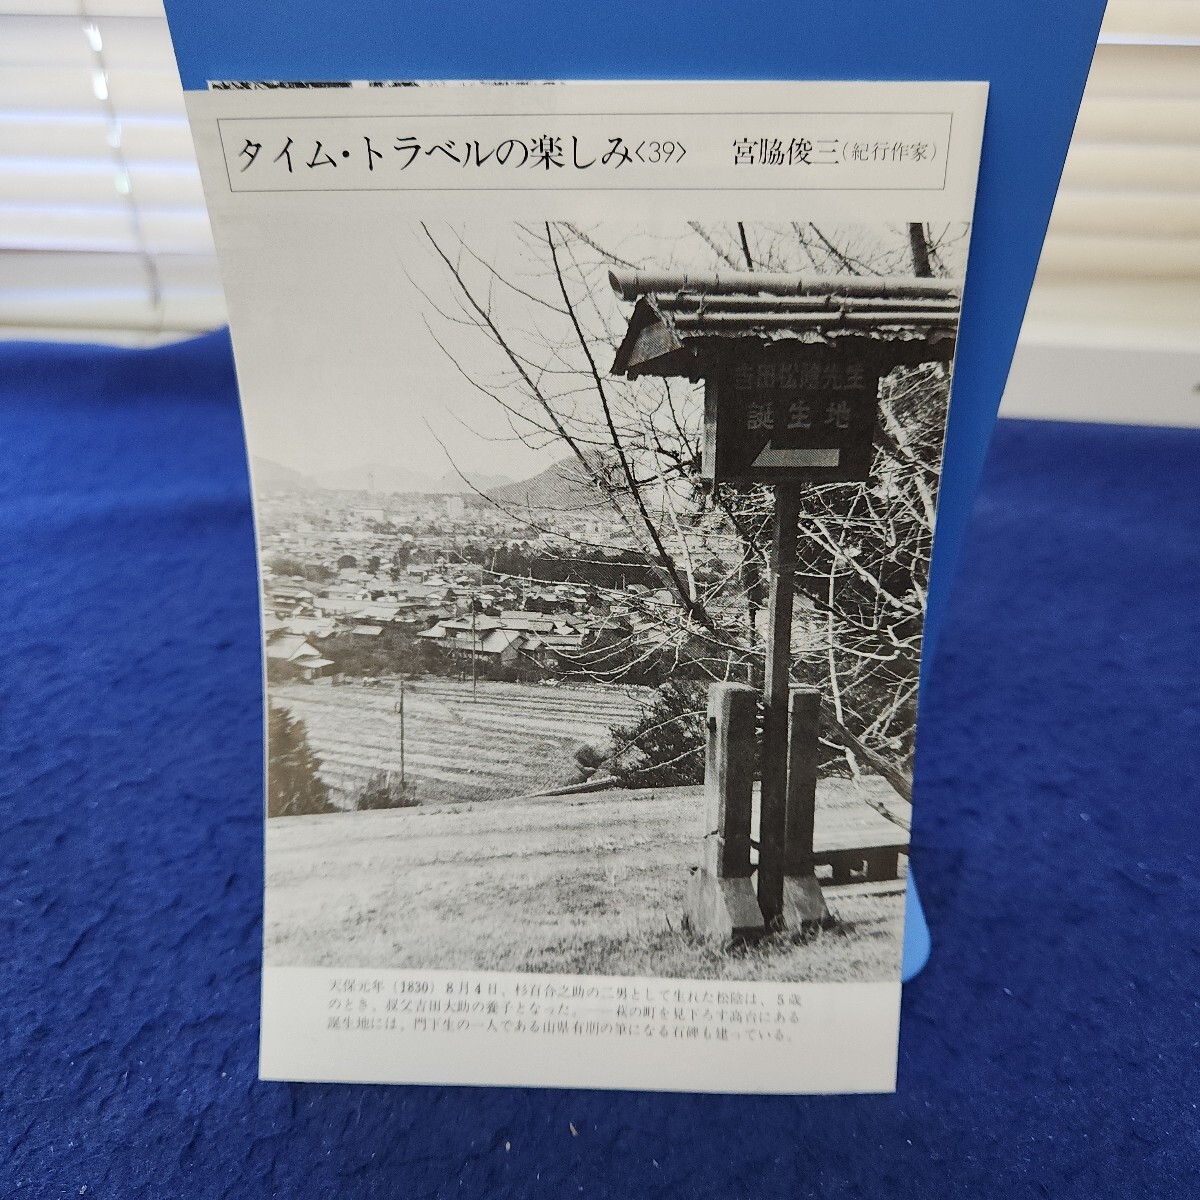 タイム・トラベルの楽しみ〈39〉 宮脇俊三(紀行作家)
吉田松陰先生
誕生地
天保元年(1830)8月4日、杉百合之助の二男として生れた松陰は、5歳
のとき、叔父吉田大助の養子となった。——萩の町を見下ろす高台にある
誕生地には、門下生の一人である山県有朋の筆になる石碑も建っている。